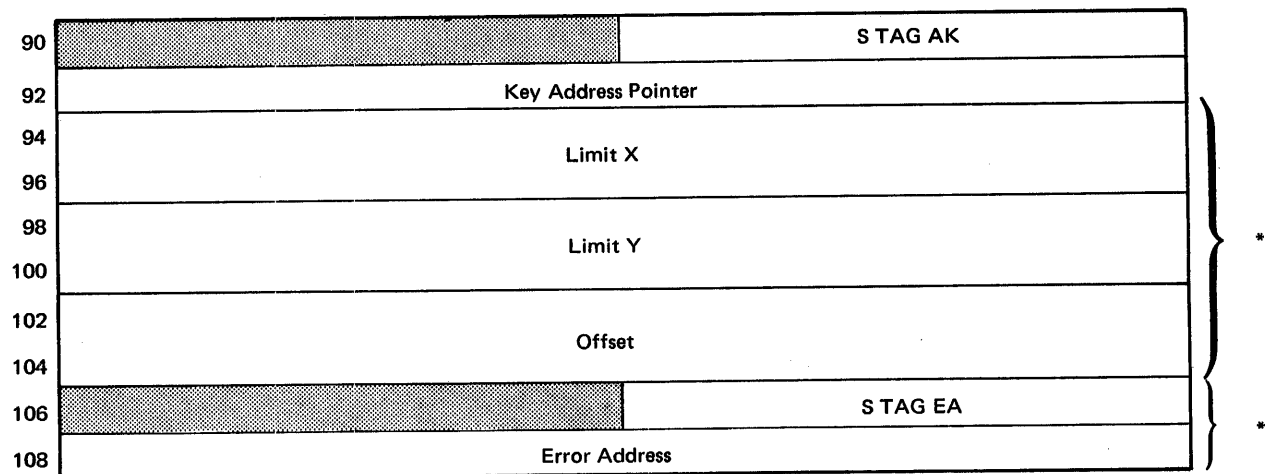 90 S TAG AK
92 Key Address Pointer
94
Limit X
96
98
Limit Y *
100
102
Offset
104
106 S TAG EA
*
108 Error Address